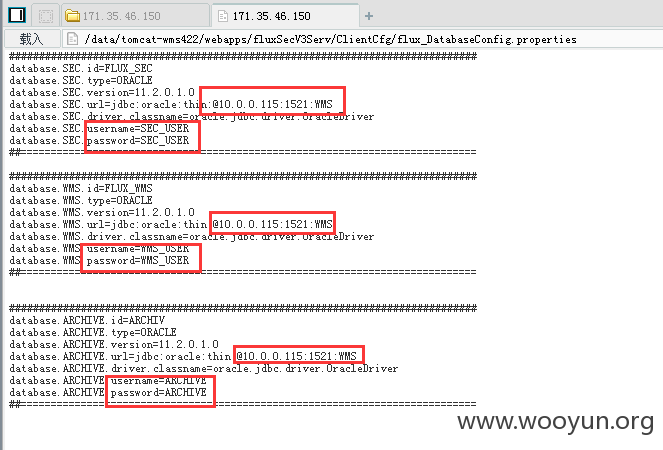 171.35.46.150
171.35.46.150
载入
/data/tomcat-wms422/webapps/fluxSecV3Serv/ClientCfg/flux_DatabaseConfig.properties
##############################################################################
database.SEC.id=FLUX_SEC
database.SEC.type=ORACLE
database.SEC.version=11.2.0.1.0
database.SEC.url=jdbc:oracle:thin:@10.0.0.115:1521:WMS
database.SEC.driver.classname=oracle.jdbc.driver.OracleDriver
database.SEC.username=SEC_USER
database.SEC.password=SEC_USER
##============================================================================
##############################################################################
database.WMS.id=FLUX_WMS
database.WMS.type=ORACLE
database.WMS.version=11.2.0.1.0
database.WMS.url=jdbc:oracle:thin:@10.0.0.115:1521:WMS
database.WMS.driver.classname=oracle.jdbc.driver.OracleDriver
database.WMS.username=WMS_USER
database.WMS.password=WMS_USER
##============================================================================
##############################################################################
database.ARCHIVE.id=ARCHIV
database.ARCHIVE.type=ORACLE
database.ARCHIVE.version=11.2.0.1.0
database.ARCHIVE.url=jdbc:oracle:thin:@10.0.0.115:1521:WMS
database.ARCHIVE.driver.classname=oracle.jdbc.driver.OracleDriver
database.ARCHIVE.username=ARCHIVE
database.ARCHIVE.password=ARCHIVE
##============================================================================
www.wooyun.org